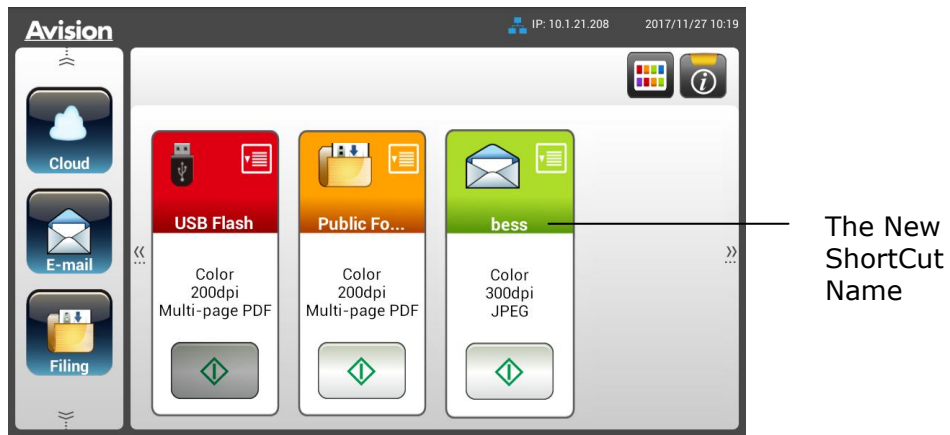 Avision
IP: 10.1.21.208
2017/11/27 10:19
Cloud
E-mail
Filing
USB Flash
Color
200dpi
Multi-page PDF
Public Fo...
Color
200dpi
Multi-page PDF
bess
Color
300dpi
JPEG
The New
ShortCut
Name